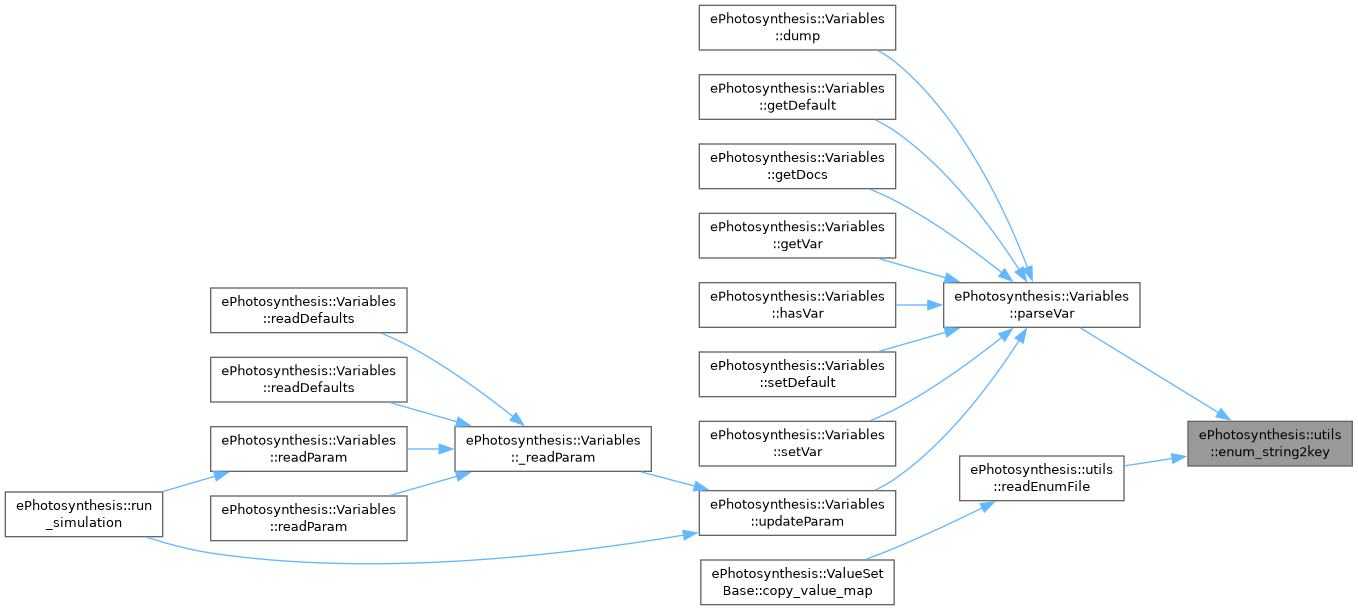 ePhotosynthesis::Variables
::dump
ePhotosynthesis::Variables
::getDefault
ePhotosynthesis::Variables
::getDocs
ePhotosynthesis::Variables
::getVar
ePhotosynthesis::Variables
::hasVar
ePhotosynthesis::Variables
::setDefault
ePhotosynthesis::Variables
::setVar
ePhotosynthesis::Variables
::updateParam
ePhotosynthesis::ValueSet
Base::copy_value_map
ePhotosynthesis::Variables
::parseVar
ePhotosynthesis::utils
::enum_string2key
ePhotosynthesis::utils
::readEnumFile
ePhotosynthesis::Variables
::readDefaults
ePhotosynthesis::Variables
::readDefaults
ePhotosynthesis::Variables
::readParam
ePhotosynthesis::Variables
::readParam
ePhotosynthesis::Variables
::_readParam
ePhotosynthesis::run
_simulation